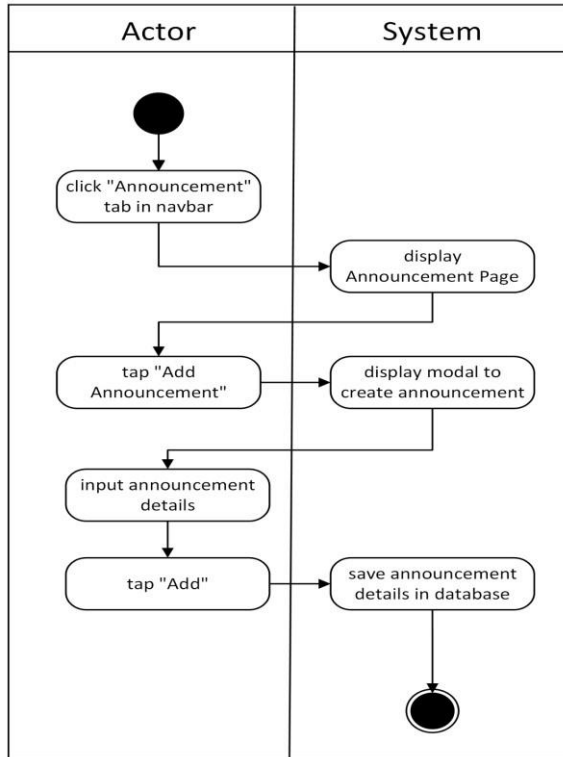 Actor
System
click "Announcement"
tab in navbar
display
Announcement Page
tap "Add
Announcement"
display modal to
create announcement
input announcement
details
tap "Add"
save announcement
details in database